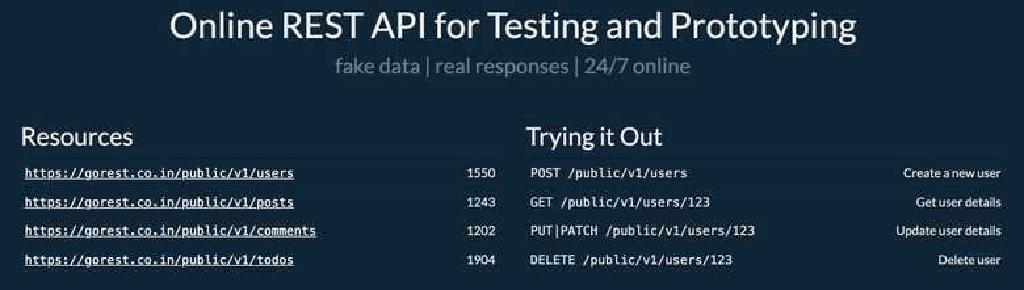 Online REST API for Testing and Prototyping
fake data | real responses | 24/7 online
Resources
https://gorest.co.in/public/v1/users 1550
https://gorest.co.in/public/v1/posts 1243
https://gorest.co.in/public/v1/comments 1202
https://gorest.co.in/public/v1/todos 1904
Trying it Out
POST /public/v1/users Create a new user
GET /public/v1/users/123 Get user details
PUT|PATCH /public/v1/users/123 Update user details
DELETE /public/v1/users/123 Delete user